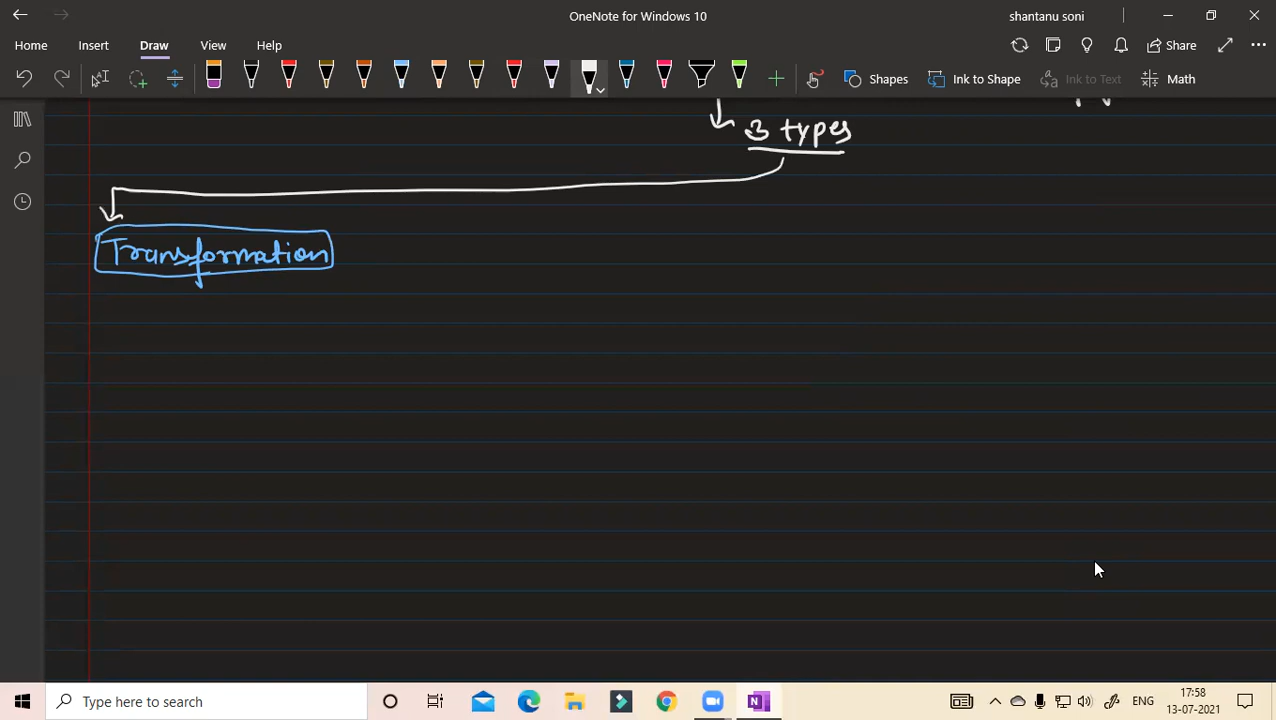 OneNote for Windows 10
shantanu soni
Home Insert Draw View Help
Share
Shapes
Ink to Shape
Ink to Text
Math
3 types
Transformation
Type here to search
ENG
17:58
13-07-2021